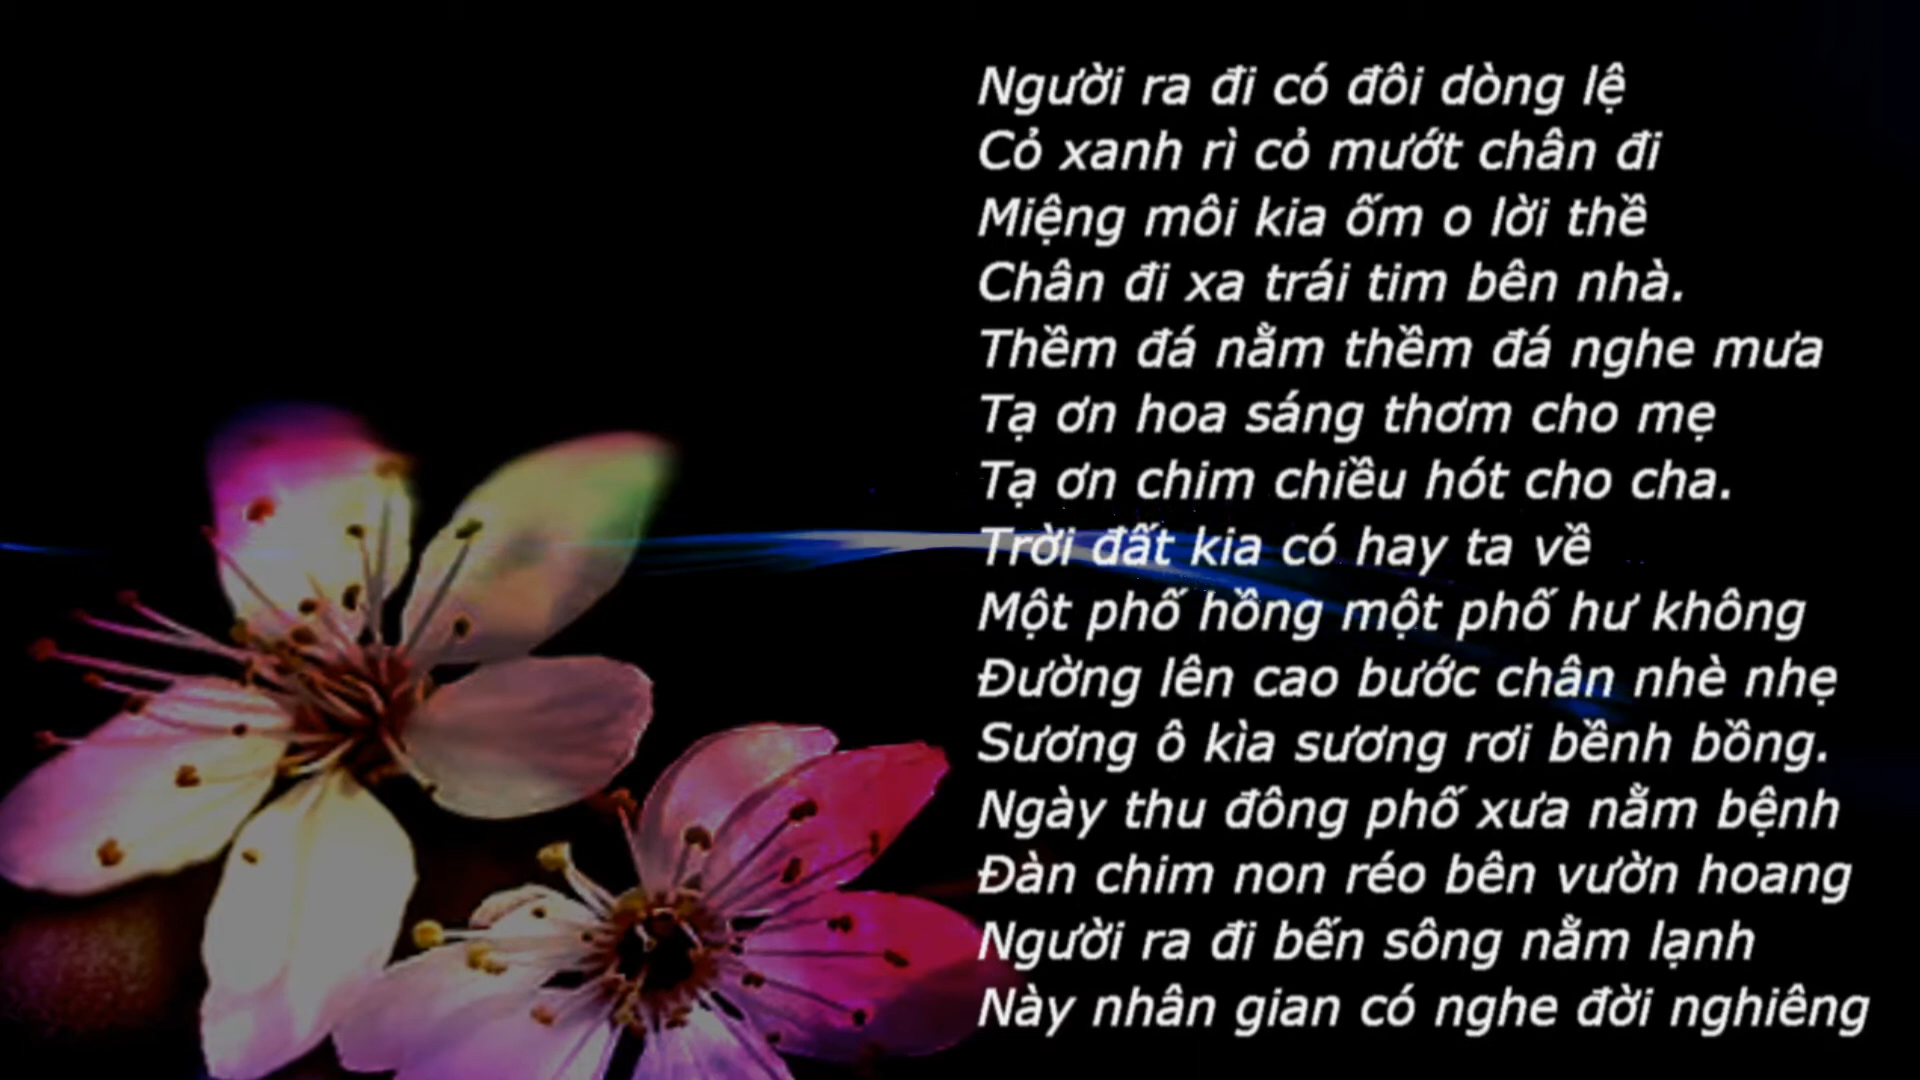 Người ra đi có đôi dòng lệ
Cỏ xanh rì cỏ mướt chân đi
Miệng môi kia ốm o lời thề
Chân đi xa trái tim bên nhà.
Thềm đá nằm thềm đá nghe mưa
Tạ ơn hoa sáng thơm cho mẹ
Tạ ơn chim chiều hót cho cha.
Trời đất kia có hay ta về
Một phố hồng một phố hư không
Đường lên cao bước chân nhè nhẹ
Sương ô kìa sương rơi bềnh bồng.
Ngày thu đông phố xưa nằm bệnh
Đàn chim non réo bên vườn hoang
Người ra đi bến sông nằm lạnh
Này nhân gian có nghe đời nghiêng